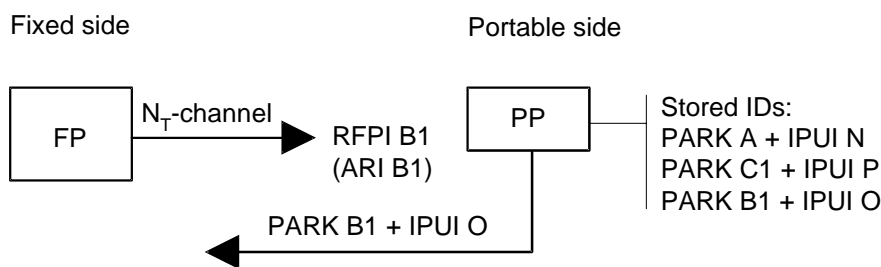 Fixed side
Portable side
FP
N_T-channel
RFPI B1
(ARI B1)
PP
Stored IDs:
PARK A + IPUI N
PARK C1 + IPUI P
PARK B1 + IPUI O
PARK B1 + IPUI O